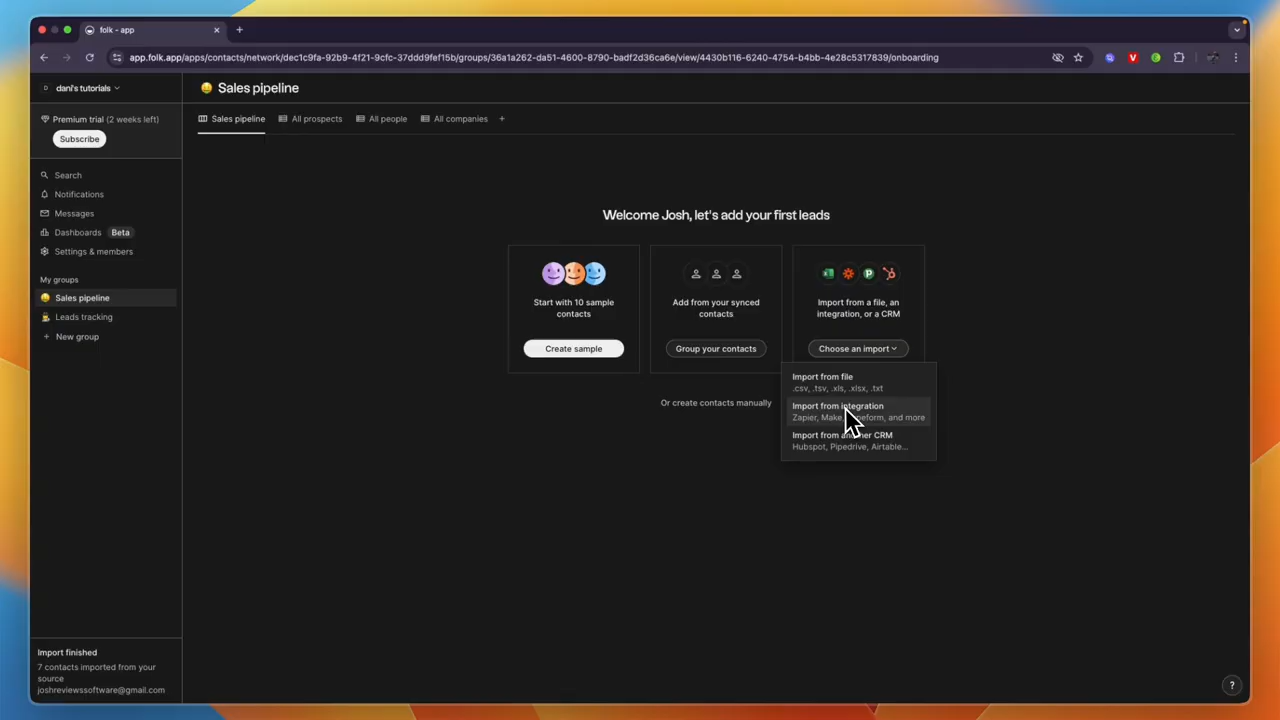 folk - app
app.folk.app/apps/contacts/network/dec1c9fa-92b9-4f21-9cfc-37ddd9fef15b/groups/36a1a262-da51-4600-8790-badf2d36ca6e/view/4430b116-6240-4754-b4bb-4e28c5317839/onboarding
D dani's tutorials
Sales pipeline
Premium trial (2 weeks left)
Subscribe
Sales pipeline
All prospects
All people
All companies
Search
Notifications
Messages
Dashboards Beta
Settings & members
My groups
Sales pipeline
Leads tracking
New group
Welcome Josh, let's add your first leads
Start with 10 sample
contacts
Create sample
Add from your synced
contacts
Group your contacts
Import from a file, an
integration, or a CRM
Choose an import
Or create contacts manually
Import from file
.csv, .tsv, .xls, .xlsx, .txt
Import from integration
Zapier, Make, and more
Import from CRM
Hubspot, Pipedrive, Airtable...
Import finished
7 contacts imported from your
source
joshreviewssoftware@gmail.com
?